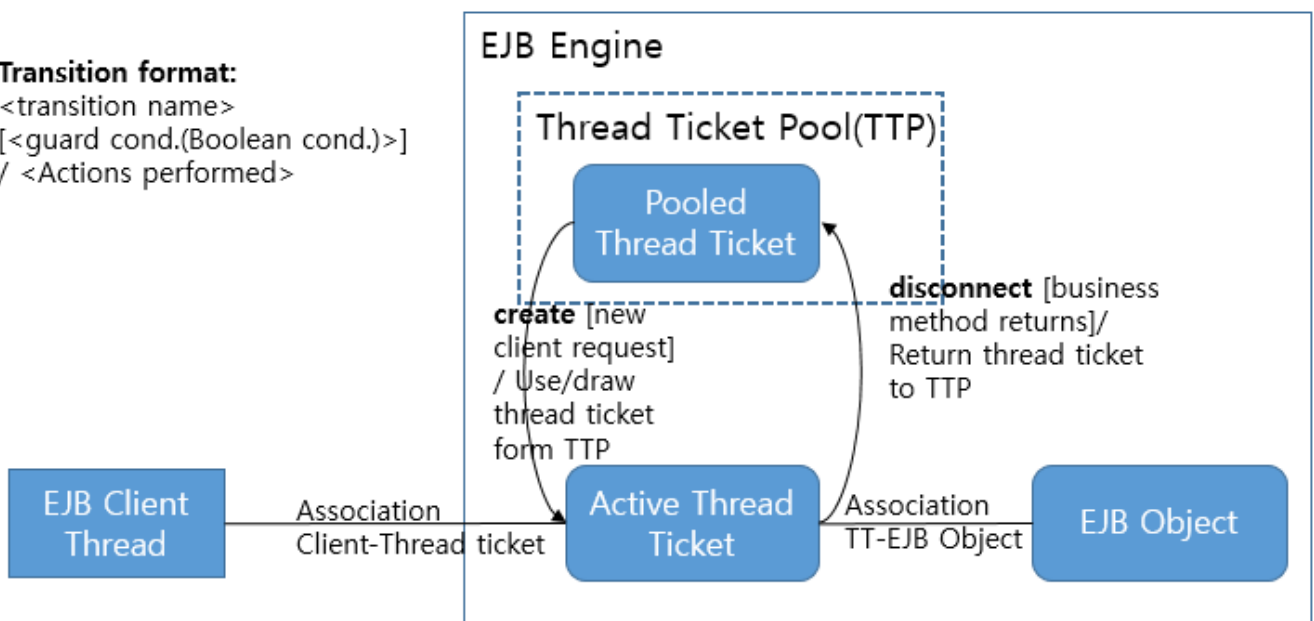 EJB Engine
Transition format:
<transition name>
[<guard cond.(Boolean cond.)>]
/ <Actions performed>
Thread Ticket Pool(TTP)
Pooled
Thread Ticket
create [new
client request]
/ Use/draw
thread ticket
form TTP
disconnect [business
method returns]/
Return thread ticket
to TTP
EJB Client
Thread
Association
Client-Thread ticket
Active Thread
Ticket
Association
TT-EJB Object
EJB Object